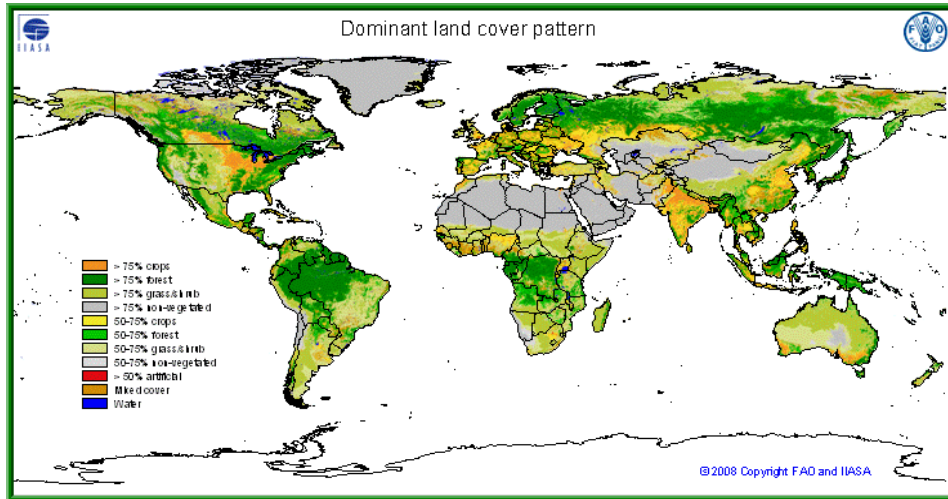 Dominant land cover pattern
IIASA
F A O
FIAT PANIS
> 75% crops
> 75% forest
> 75% grass/shrub
> 75% non-vegetated
50-75% crops
50-75% forest
50-75% grass/shrub
50-75% non-vegetated
> 50% artificial
Mixed cover
Water
© 2008 Copyright FAO and IIASA